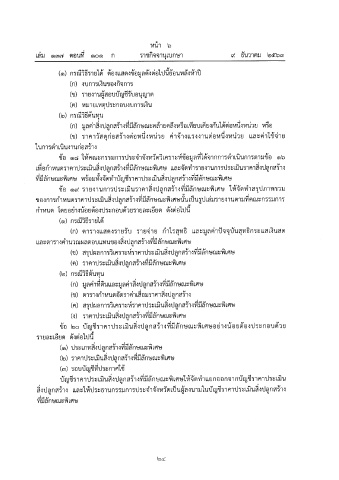 หน้า ๖
เล่ม ๑๓๗ ตอนที่ ๑๐๑ ก ราชกิจจานุเบกษา ๙ ธันวาคม ๒๕๖๓
(๑) กรณีวิธีรายได้ ต้องแสดงข้อมูลดังต่อไปนี้ย้อนหลังห้าปี
(ก) งบการเงินของกิจการ
(ข) รายงานผู้สอบบัญชีรับอนุญาต
(ค) หมายเหตุประกอบงบการเงิน
(๒) กรณีวิธีต้นทุน
(ก) มูลค่าสิ่งปลูกสร้างที่มีลักษณะคล้ายคลึงหรือเทียบเคียงกันได้ต่อหนึ่งหน่วย หรือ
(ข) ราคาวัสดุก่อสร้างต่อหนึ่งหน่วย ค่าจ้างแรงงานต่อหนึ่งหน่วย และค่าใช้จ่าย
ในการดำเนินงานก่อสร้าง
ข้อ ๑๘ ให้คณะกรรมการประจำจังหวัดวิเคราะห์ข้อมูลที่ได้จากการดำเนินการตามข้อ ๑๖
เพื่อกำหนดราคาประเมินสิ่งปลูกสร้างที่มีลักษณะพิเศษ และจัดทำรายงานการประเมินราคาสิ่งปลูกสร้าง
ที่มีลักษณะพิเศษ พร้อมทั้งจัดทำบัญชีราคาประเมินสิ่งปลูกสร้างที่มีลักษณะพิเศษ
ข้อ ๑๙ รายงานการประเมินราคาสิ่งปลูกสร้างที่มีลักษณะพิเศษ ให้จัดทำสรุปภาพรวม
ของการกำหนดราคาประเมินสิ่งปลูกสร้างที่มีลักษณะพิเศษนั้นเป็นรูปเล่มรายงานตามที่คณะกรรมการ
กำหนด โดยอย่างน้อยต้องประกอบด้วยรายละเอียด ดังต่อไปนี้
(๑) กรณีวิธีรายได้
(ก) ตารางแสดงรายรับ รายจ่าย กำไรสุทธิ และมูลค่าปัจจุบันสุทธิกระแสเงินสด
และตารางคำนวณผลตอบแทนของสิ่งปลูกสร้างที่มีลักษณะพิเศษ
(ข) สรุปผลการวิเคราะห์ราคาประเมินสิ่งปลูกสร้างที่มีลักษณะพิเศษ
(ค) ราคาประเมินสิ่งปลูกสร้างที่มีลักษณะพิเศษ
(๒) กรณีวิธีต้นทุน
(ก) มูลค่าที่ดินและมูลค่าสิ่งปลูกสร้างที่มีลักษณะพิเศษ
(ข) ตารางกำหนดอัตราค่าเสื่อมราคาสิ่งปลูกสร้าง
(ค) สรุปผลการวิเคราะห์ราคาประเมินสิ่งปลูกสร้างที่มีลักษณะพิเศษ
(ง) ราคาประเมินสิ่งปลูกสร้างที่มีลักษณะพิเศษ
ข้อ ๒๐ บัญชีราคาประเมินสิ่งปลูกสร้างที่มีลักษณะพิเศษอย่างน้อยต้องประกอบด้วย
รายละเอียด ดังต่อไปนี้
(๑) ประเภทสิ่งปลูกสร้างที่มีลักษณะพิเศษ
(๒) ราคาประเมินสิ่งปลูกสร้างที่มีลักษณะพิเศษ
(๓) รอบบัญชีที่ประกาศใช้
บัญชีราคาประเมินสิ่งปลูกสร้างที่มีลักษณะพิเศษให้จัดทำแยกออกจากบัญชีราคาประเมิน
สิ่งปลูกสร้าง และให้ประธานกรรมการประจำจังหวัดเป็นผู้ลงนามในบัญชีราคาประเมินสิ่งปลูกสร้าง
ที่มีลักษณะพิเศษ